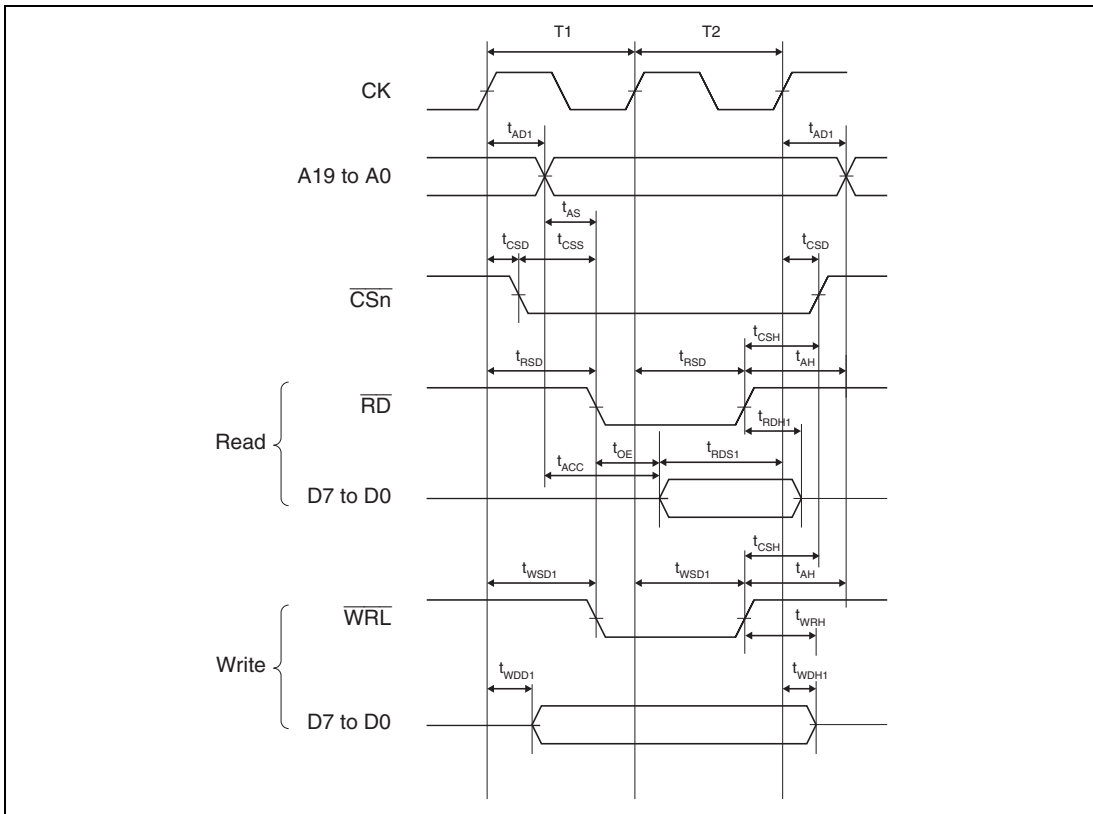 T1 T2
CK
tAD1 tAD1
A19 to A0
tAS
tCSD tCSS tCSD
CSn
tCSH
tRSD tRSD tAH
RD
tRDH1
Read
tOE tRDS1
tACC
D7 to D0
tCSH
tWSD1 tWSD1 tAH
WRL
tWRH
Write
tWDD1 tWDH1
D7 to D0